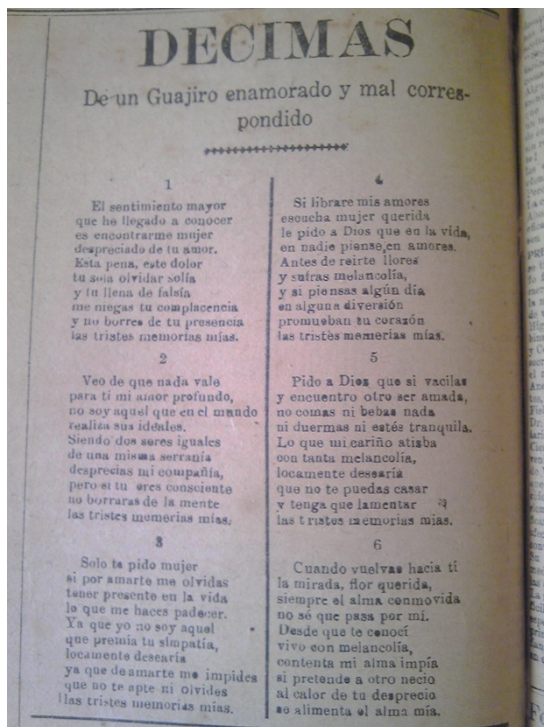 DECIMAS
De un Guajiro enamorado y mal corres-
pondido
1
El sentimiento mayor
que he llegado a conocer
es encontrarme mujer
despreciado de tu amor.
Esta pena, este dolor
tu sola olvidar solía
y tu llena de falsía
me niegas tu complacencia
y no borres de tu presencia
las tristes memorias mías.
2
Veo de que nada vale
para ti mi amor profundo,
no soy aquel que en el mundo
realiza sus ideales.
Siendo dos seres iguales
de una misma serranía
desprecias mi compañía,
pero si tu eres consciente
no borraras de la mente
las tristes memorias mías.
3
Solo te pido mujer
si por amarte me olvidas
tener presente en la vida
lo que me haces padecer.
Ya que yo no soy aquel
que premia tu simpatía,
locamente desearía
ya que deamarte me impides
que no te apte ni olvides
las tristes memorias mías.
4
Si librare mis amores
escucha mujer querida
le pido a Dios que en la vida,
en nadie piense,en amores.
Antes de reirte llores
y sufras melancolía,
y si piensas algún día
en alguna diversión
promueban tu corazón
las tristes memerias mías.
5
Pido a Dios que si vacilas
y encuentro otro ser amada,
no comas ni bebas nada
ni duermas ni estés tranquila.
Lo que mi cariño atisba
con tanta melancolía,
locamente desearía
que no te puedas casar
y tenga que lamentar
las t ristes memorias mias.
6
Cuando vuelvas hacia tí
la mirada, flor querida,
siempre el alma conmovida
no sé que pasa por mi.
Desde que te conocí
vivo con melancolía,
contenta mi alma impía
si pretende a otro necio
al calor de tu desprecio
se alimenta el alma mía.